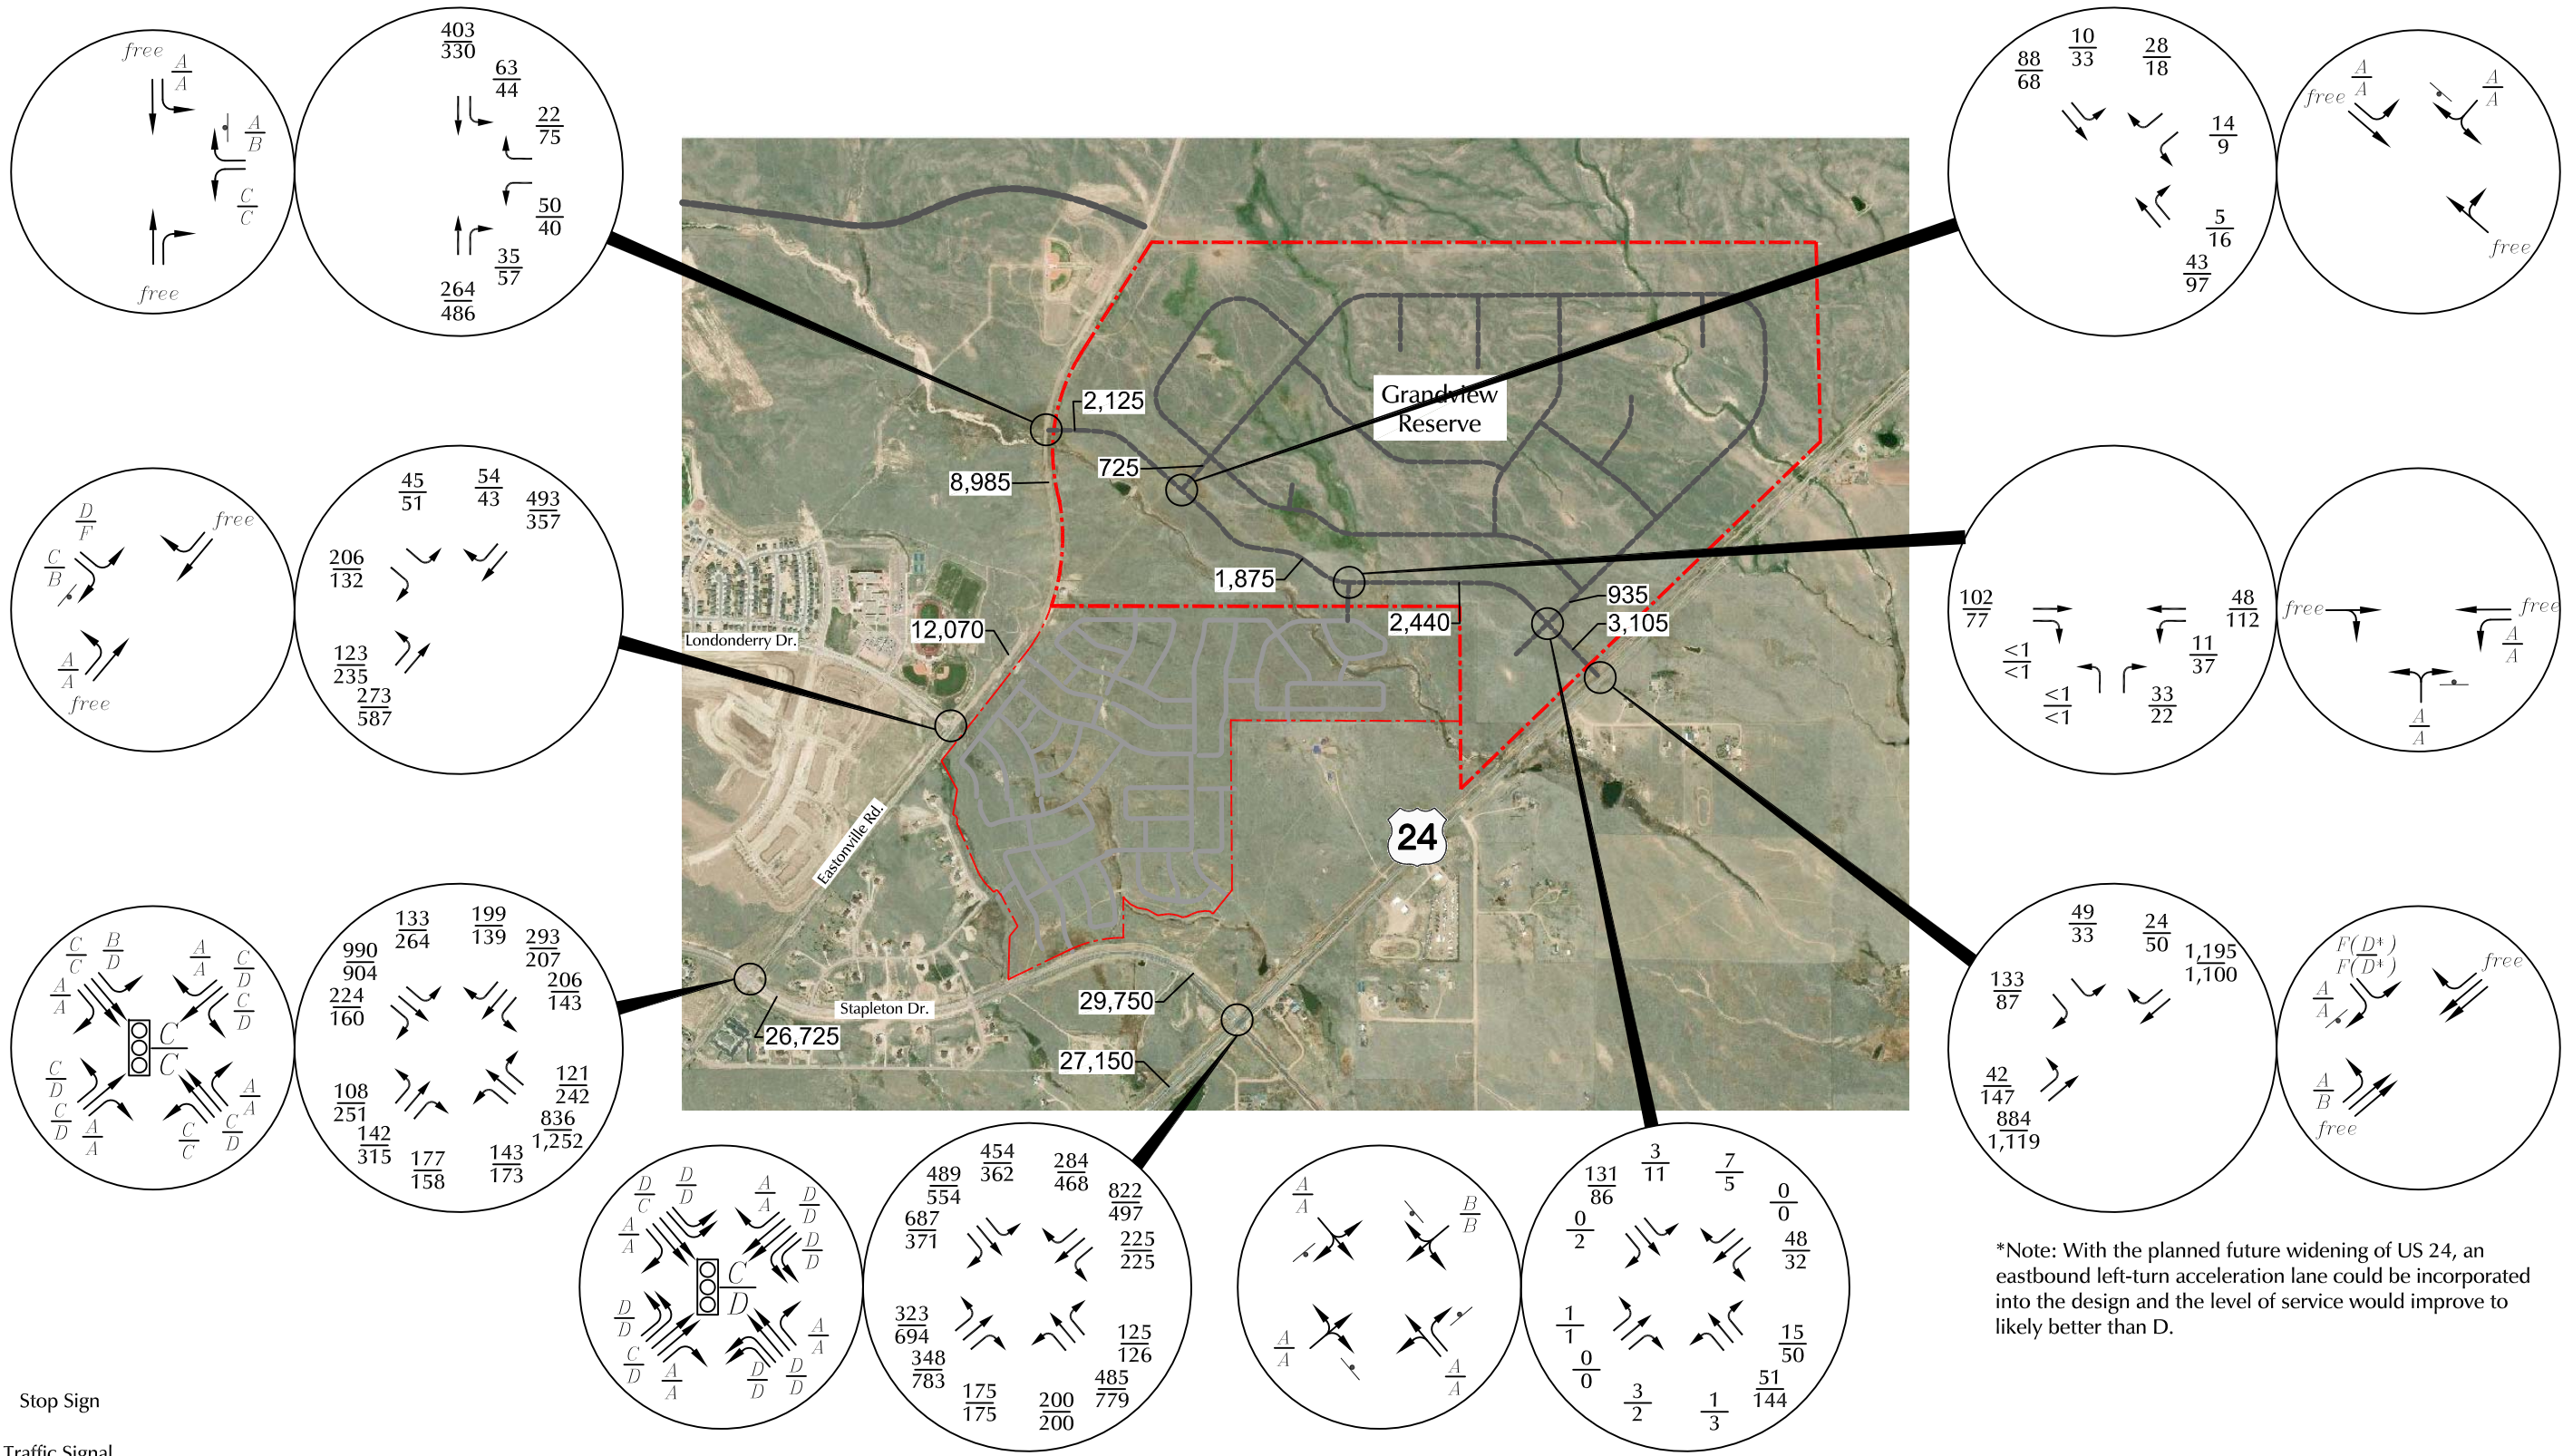 free
A
A
A
B
C
C
free
403
330
63
44
22
75
50
40
35
57
264
486
88
68
10
33
28
18
14
9
5
16
43
97
A
A
free
A
A
free
Grandview
Reserve
2,125
725
8,985
1,875
12,070
935
2,440
3,105
Londonderry Dr.
Eastonville Rd.
24
Stapleton Dr.
29,750
26,725
27,150
D
F
C
B
free
A
A
free
45
51
54
43
493
357
206
132
123
235
273
587
102
77
48
112
<1
<1
11
37
<1
<1
33
22
free
free
A
A
A
A
C
C
B
D
A
A
A
A
C
D
C
D
C
C
C
D
C
D
A
A
A
A
C
D
C
C
133
264
199
139
990
904
293
207
224
160
206
143
108
251
121
242
142
315
836
1,252
177
158
143
173
49
33
24
50
1,195
1,100
133
87
42
147
884
1,119
F(D*)
F(D*)
free
A
A
A
B
free
D
C
D
D
A
A
A
A
D
D
D
D
C
D
D
D
C
D
A
A
A
A
D
D
D
D
454
362
284
468
489
554
822
497
687
371
225
225
323
694
125
126
348
783
485
779
175
175
200
200
A
A
B
B
A
A
A
A
131
86
3
11
7
5
0
0
0
2
48
32
1
1
15
50
0
0
51
144
3
2
1
3
*Note: With the planned future widening of US 24, an
eastbound left-turn acceleration lane could be incorporated
into the design and the level of service would improve to
likely better than D.
Stop Sign
Traffic Signal